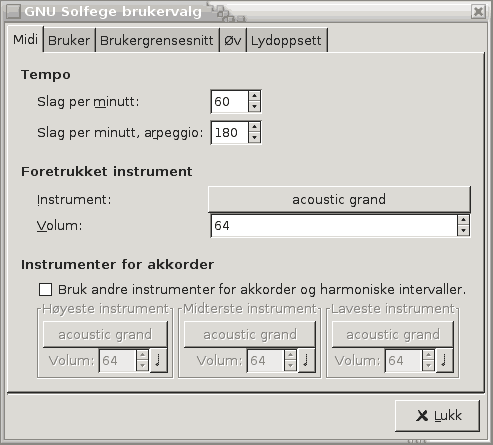 GNU Solfege brukervalg
Midi Bruker Brukergrensesnitt Øv Lydoppsett
Tempo
Slag per minutt: 60
Slag per minutt, arpeggio: 180
Foretrukket instrument
Instrument: acoustic grand
Volum: 64
Instrumenter for akkorder
Bruk andre instrumenter for akkorder og harmoniske intervaller.
Høyeste instrument Midterste instrument Laveste instrument
acoustic grand acoustic grand acoustic grand
Volum: 64 Volum: 64 Volum: 64
Lukk